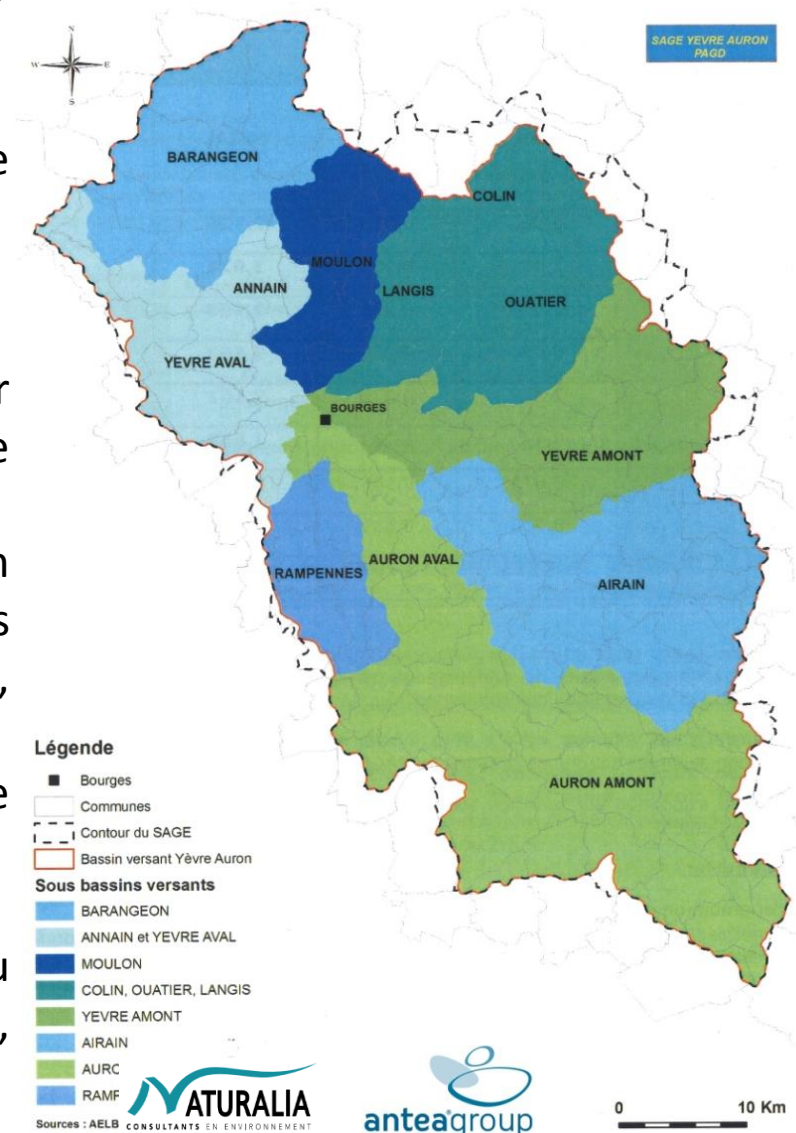 N
W E
S
SAGE YEVRE AURON
PAGD
BARANGEON
COLIN
MOULON
ANNAIN
LANGIS
OUATIER
YEVRE AVAL
BOURGES
YEVRE AMONT
AURON AVAL
RAMPENNES
AIRAIN
AURON AMONT
e
r
e
n
s
,
e
u
,
Légende
Bourges
Communes
Contour du SAGE
Bassin versant Yèvre Auron
Sous bassins versants
BARANGEON
ANNAIN et YEVRE AVAL
MOULON
COLIN, OUATIER, LANGIS
YEVRE AMONT
AIRAIN
Sources : AELB
NATURALIA
CONSULTANTS EN ENVIRONNEMENT
anteagroup
0 10 Km